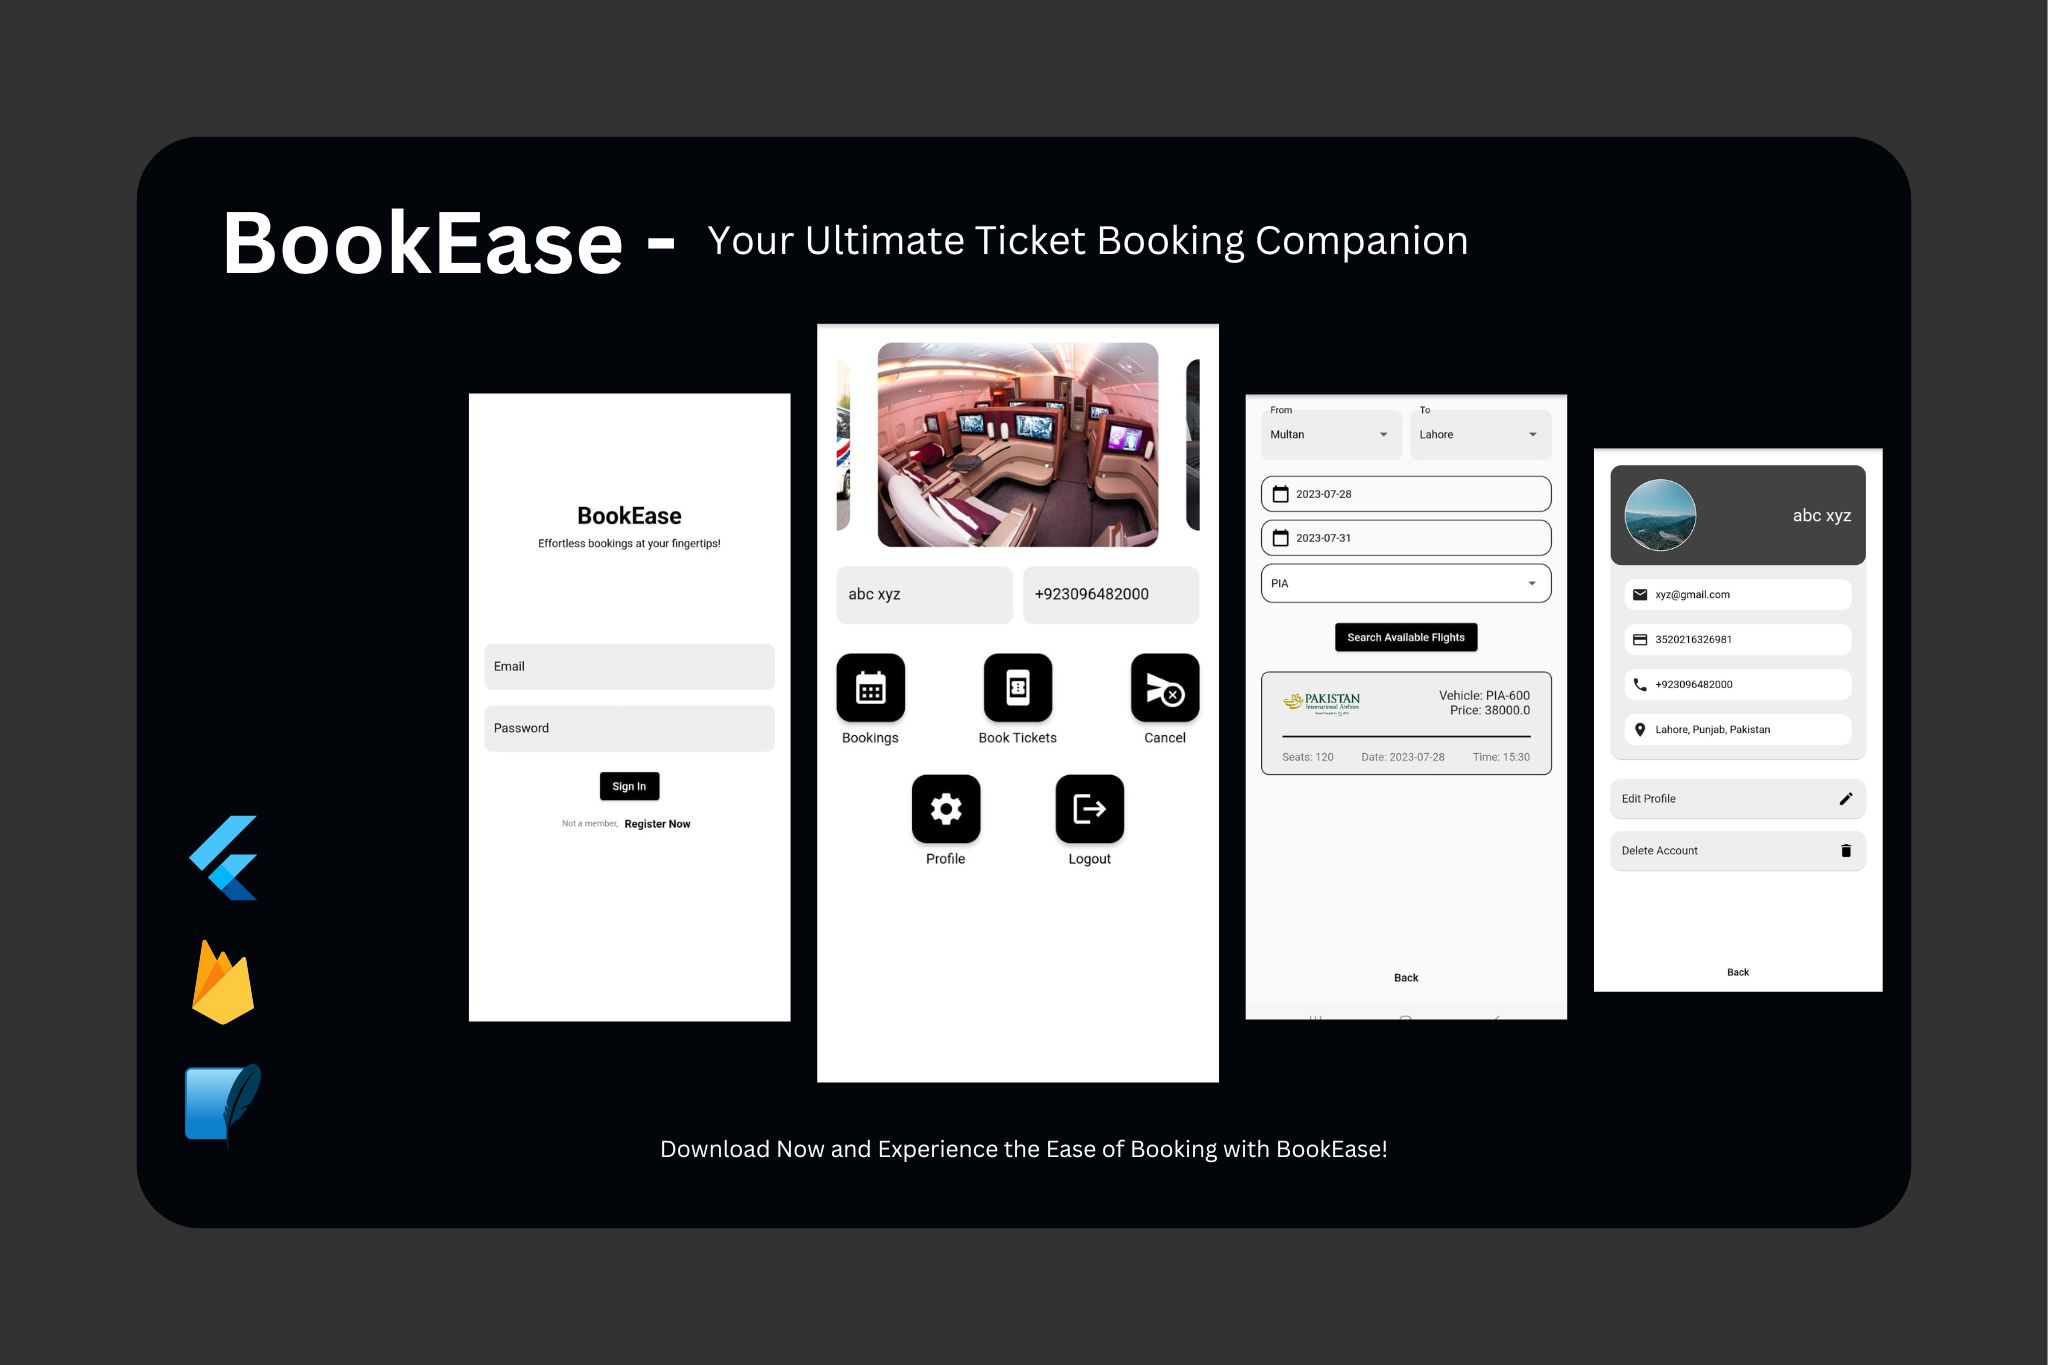 BookEase - Your Ultimate Ticket Booking Companion
BookEase
Effortless bookings at your fingertips!
Email
Password
Sign In
Not a member, Register Now
abc xyz
+923096482000
Bookings
Book Tickets
Cancel
Profile
Logout
From
To
Multan
Lahore
2023-07-28
2023-07-31
PIA
Search Available Flights
PAKISTAN
International Airlines
Vehicle: PIA-600
Price: 38000.0
Seats: 120
Date: 2023-07-28
Time: 15:30
Back
abc xyz
xyz@gmail.com
3520216326981
+923096482000
Lahore, Punjab, Pakistan
Edit Profile
Delete Account
Back
Download Now and Experience the Ease of Booking with BookEase!